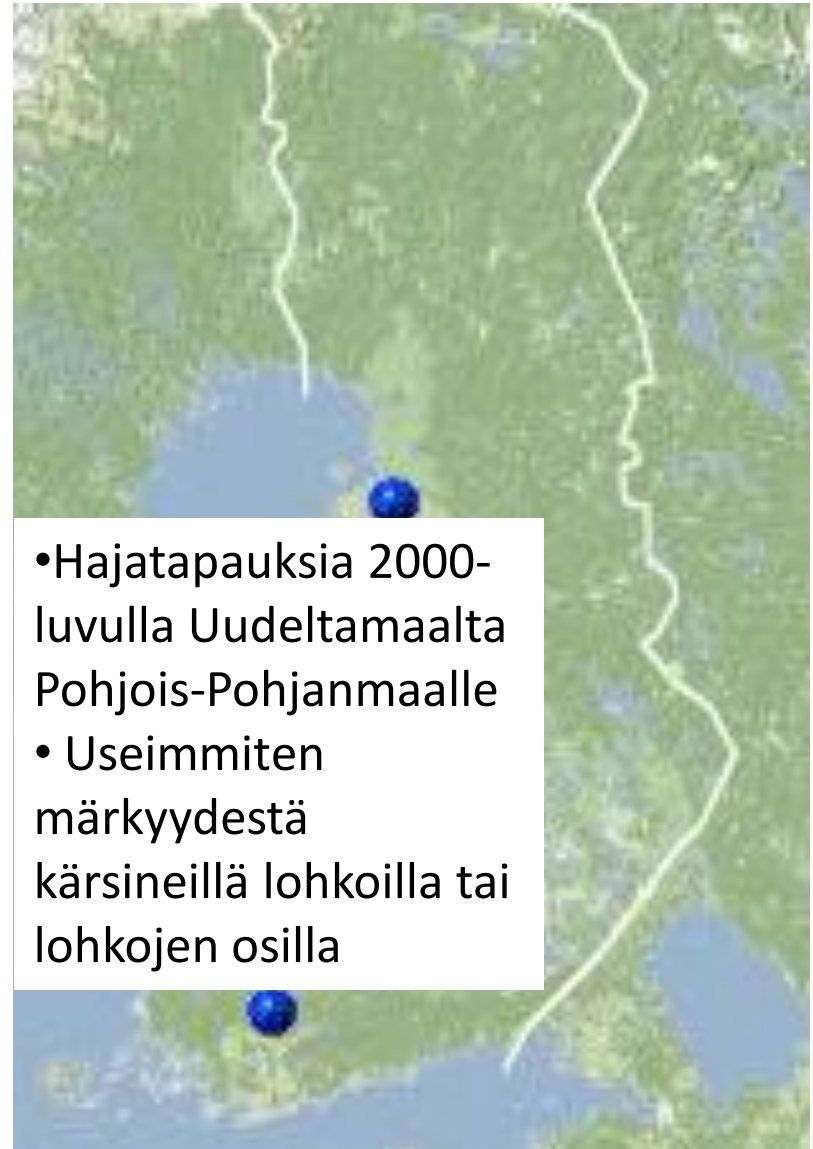 •Hajatapauksia 2000-
luvulla Uudeltamaalta
Pohjois-Pohjanmaalle
• Useimmiten
märkyydestä
kärsineillä lohkoilla tai
lohkojen osilla